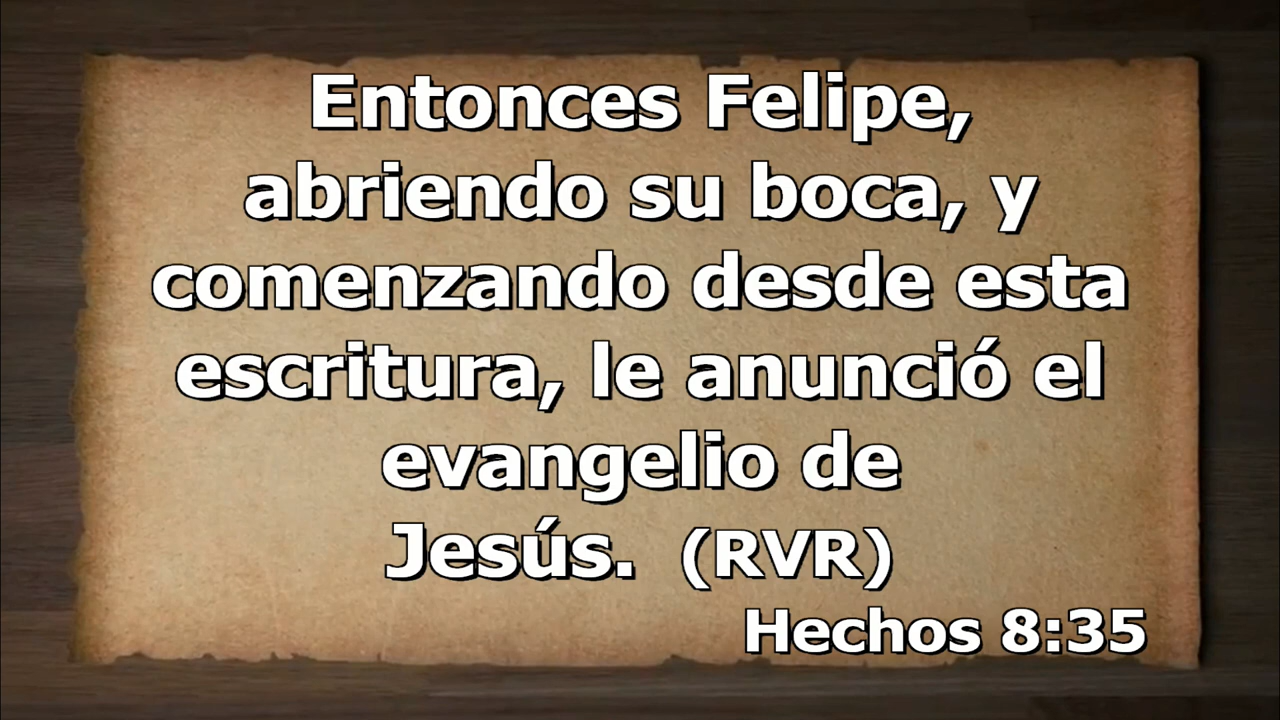 Entonces Felipe,
abriendo su boca, y
comenzando desde esta
escritura, le anunció el
evangelio de
Jesús. (RVR)
Hechos 8:35